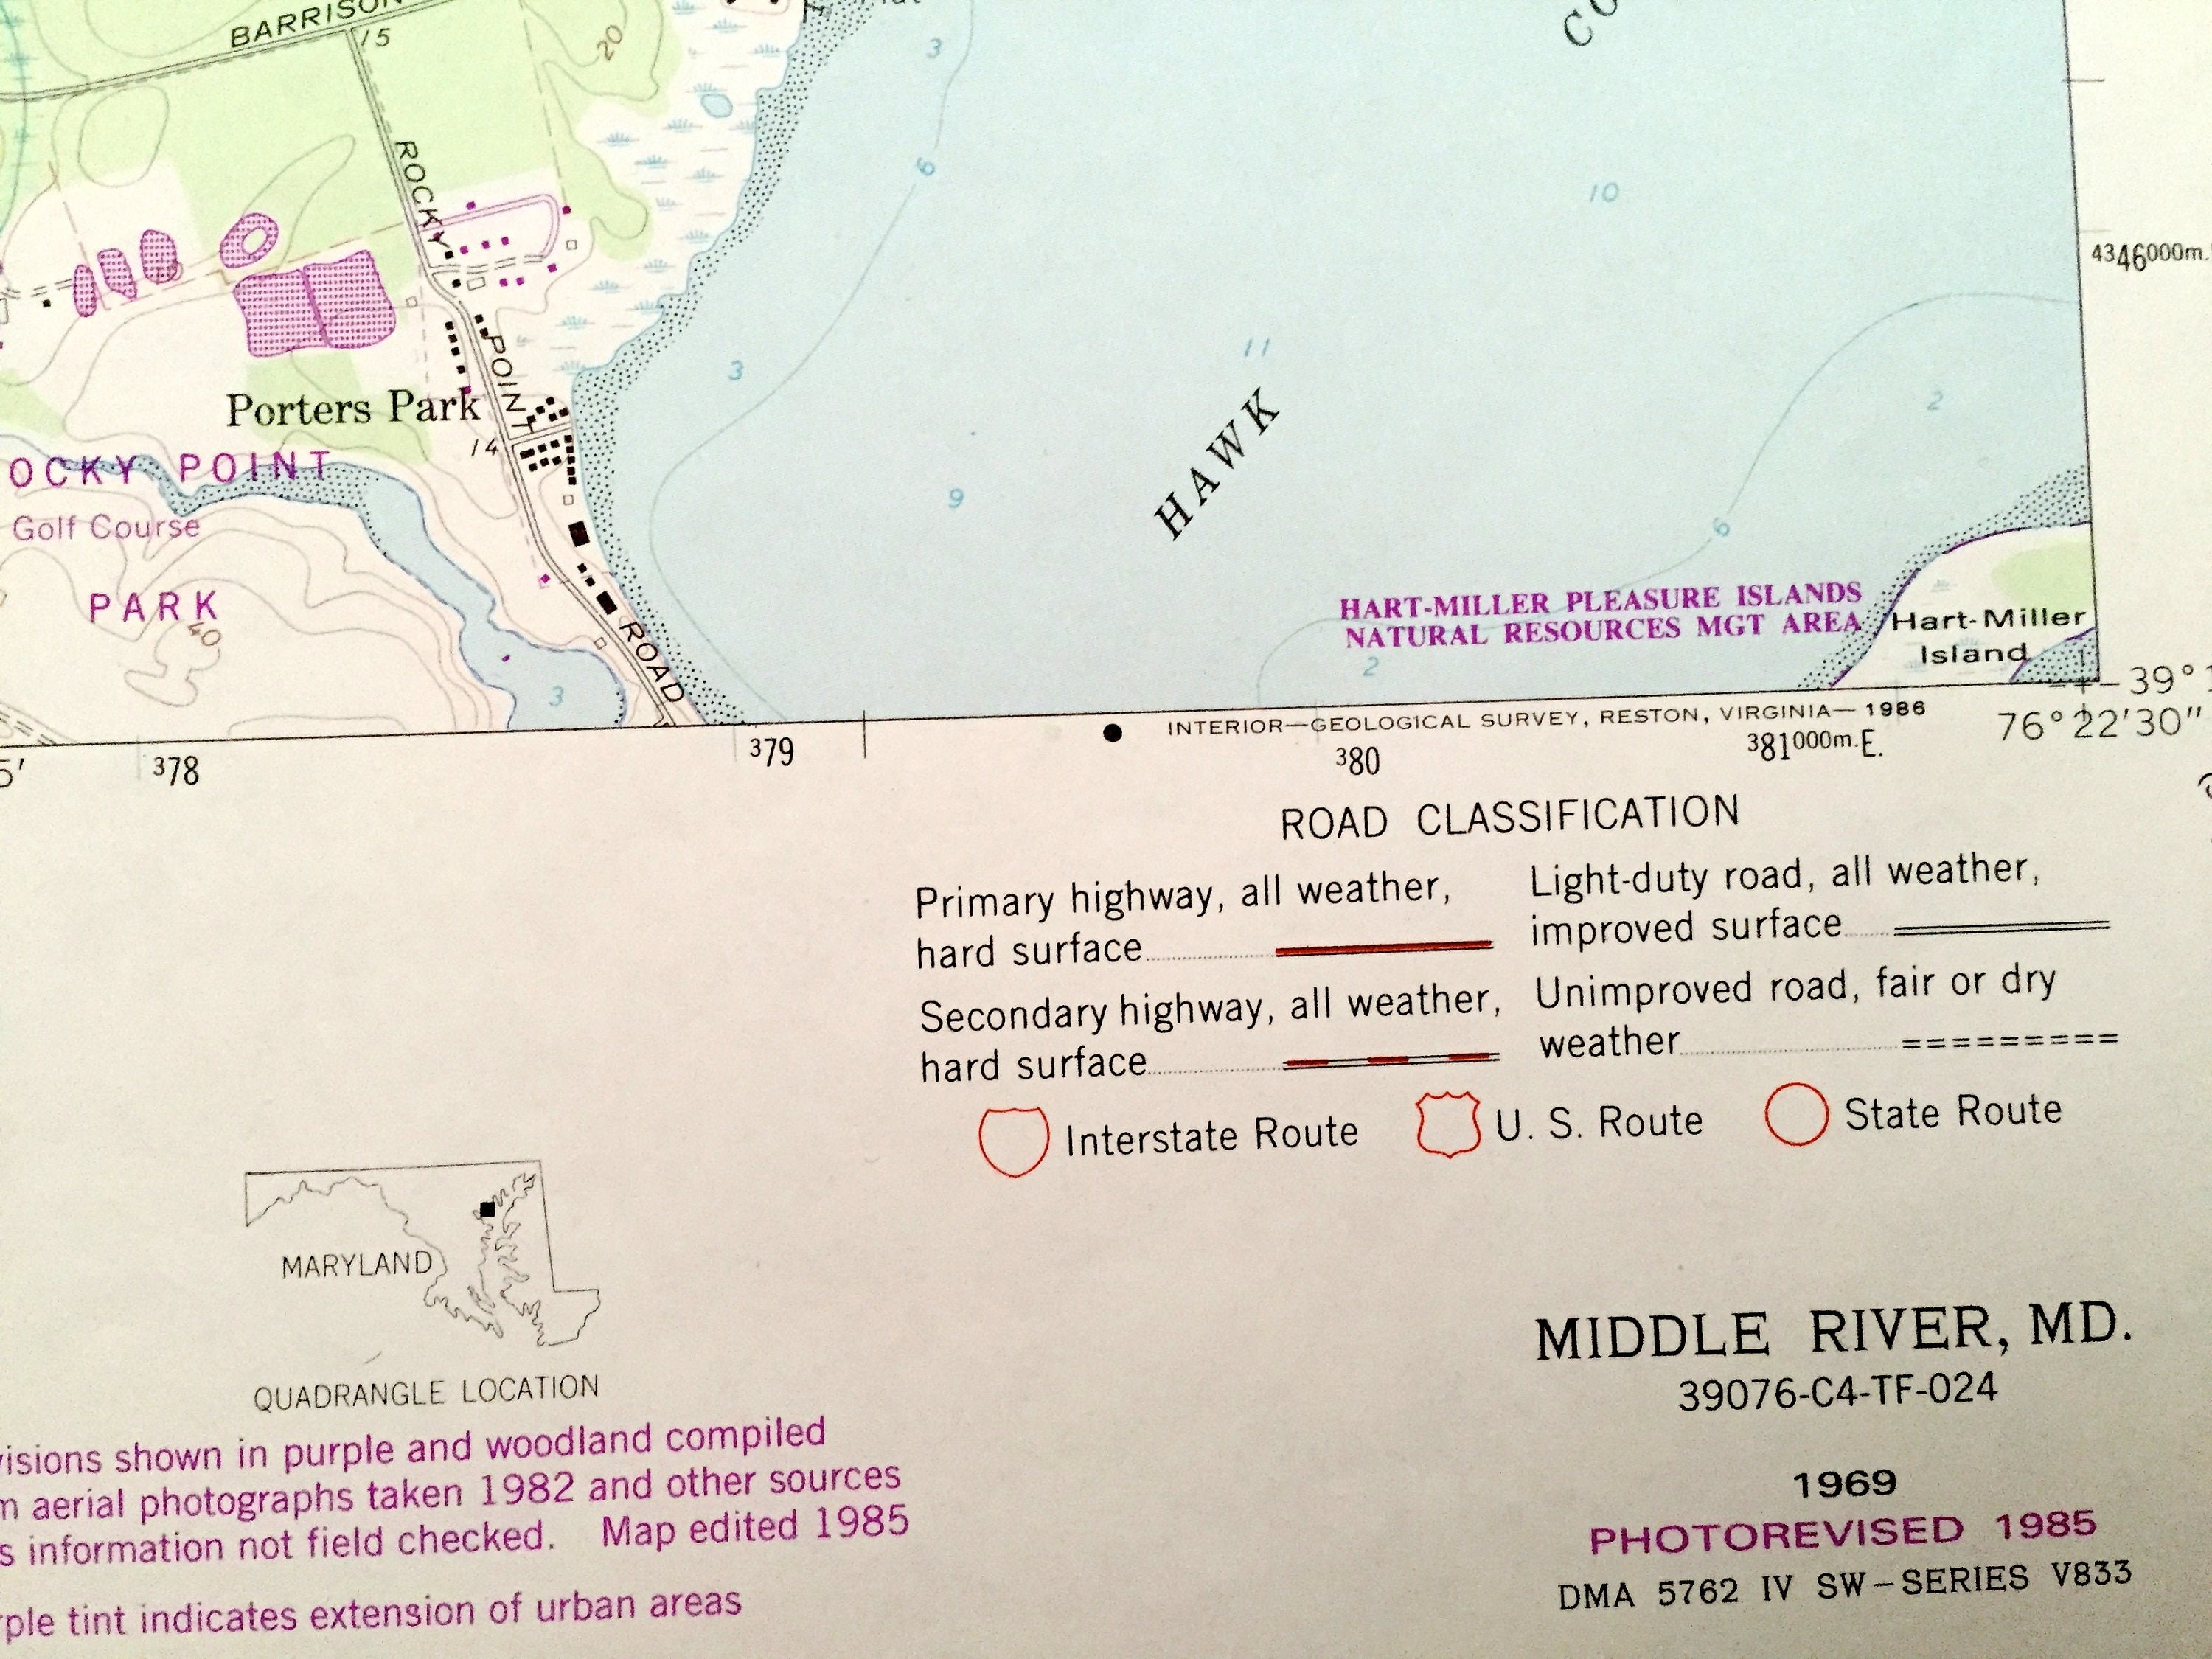 BARRISON
15
20
3
CO
6
10
ROCKY
4346000m.
11
3
2
POINT
Porters Park
HAWK
14
OCKY POINT
9
6
Golf Course
HART-MILLER PLEASURE ISLANDS
NATURAL RESOURCES MGT AREA
PARK
40
Hart-Miller
Island
ROAD
2
3
39°
INTERIOR—GEOLOGICAL SURVEY, RESTON, VIRGINIA—1986
76°22'30"
5'
378
379
380
381000m.E.
ROAD CLASSIFICATION
Primary highway, all weather,
hard surface
Light-duty road, all weather,
improved surface
Secondary highway, all weather,
hard surface
Unimproved road, fair or dry
weather
Interstate Route
U. S. Route
State Route
MARYLAND
QUADRANGLE LOCATION
MIDDLE RIVER, MD.
39076-C4-TF-024
1969
PHOTOREVISED 1985
DMA 5762 IV SW-SERIES V833
visions shown in purple and woodland compiled
m aerial photographs taken 1982 and other sources
s information not field checked. Map edited 1985
rple tint indicates extension of urban areas